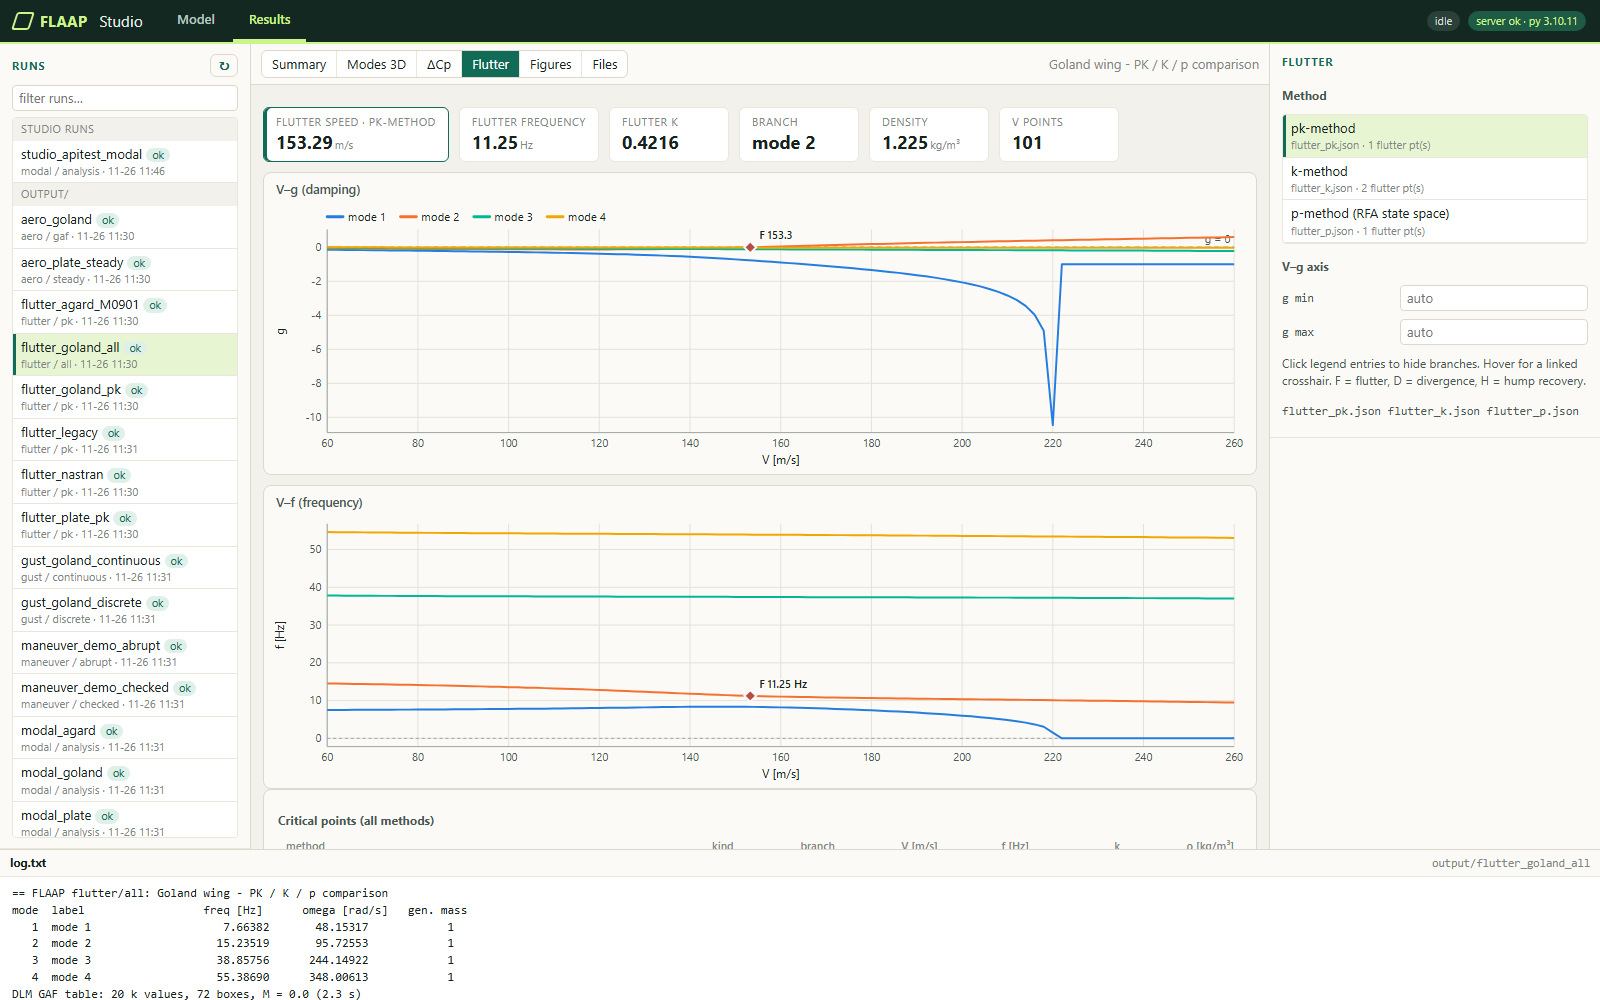 FLAAP Studio Model Results idle server ok · py 3.10.11
RUNS ↻
filter runs...
STUDIO RUNS
studio_apitest_modal ok
modal / analysis · 11-26 11:46
OUTPUT/
aero_goland ok
aero / gaf · 11-26 11:30
aero_plate_steady ok
aero / steady · 11-26 11:30
flutter_agard_M0901 ok
flutter / pk · 11-26 11:30
flutter_goland_all ok
flutter / all · 11-26 11:30
flutter_goland_pk ok
flutter / pk · 11-26 11:30
flutter_legacy ok
flutter / pk · 11-26 11:31
flutter_nastran ok
flutter / pk · 11-26 11:30
flutter_plate_pk ok
flutter / pk · 11-26 11:30
gust_goland_continuous ok
gust / continuous · 11-26 11:31
gust_goland_discrete ok
gust / discrete · 11-26 11:31
maneuver_demo_abrupt ok
maneuver / abrupt · 11-26 11:31
maneuver_demo_checked ok
maneuver / checked · 11-26 11:31
modal_agard ok
modal / analysis · 11-26 11:31
modal_goland ok
modal / analysis · 11-26 11:31
modal_plate ok
modal / analysis · 11-26 11:31
Summary Modes 3D ΔCp Flutter Figures Files Goland wing - PK / K / p comparison
FLUTTER SPEED · PK-METHOD
153.29 m/s
FLUTTER FREQUENCY
11.25 Hz
FLUTTER K
0.4216
BRANCH
mode 2
DENSITY
1.225 kg/m³
V POINTS
101
V–g (damping)
mode 1 mode 2 mode 3 mode 4
F 153.3
g = 0
0
-2
-4
-6
-8
-10
g
60 80 100 120 140 160 180 200 220 240 260
V [m/s]
V–f (frequency)
50
40
30
20
10
0
f [Hz]
F 11.25 Hz
60 80 100 120 140 160 180 200 220 240 260
V [m/s]
Critical points (all methods)
method kind branch V [m/s] f [Hz] k ρ [kg/m³]
FLUTTER
Method
pk-method
flutter_pk.json · 1 flutter pt(s)
k-method
flutter_k.json · 2 flutter pt(s)
p-method (RFA state space)
flutter_p.json · 1 flutter pt(s)
V–g axis
g min auto
g max auto
Click legend entries to hide branches. Hover for a linked
crosshair. F = flutter, D = divergence, H = hump recovery.
flutter_pk.json flutter_k.json flutter_p.json
log.txt output/flutter_goland_all
== FLAAP flutter/all: Goland wing - PK / K / p comparison
mode label freq [Hz] omega [rad/s] gen. mass
1 mode 1 7.66382 48.15317 1
2 mode 2 15.23519 95.72553 1
3 mode 3 38.85756 244.14922 1
4 mode 4 55.38690 348.00613 1
DLM GAF table: 20 k values, 72 boxes, M = 0.0 (2.3 s)